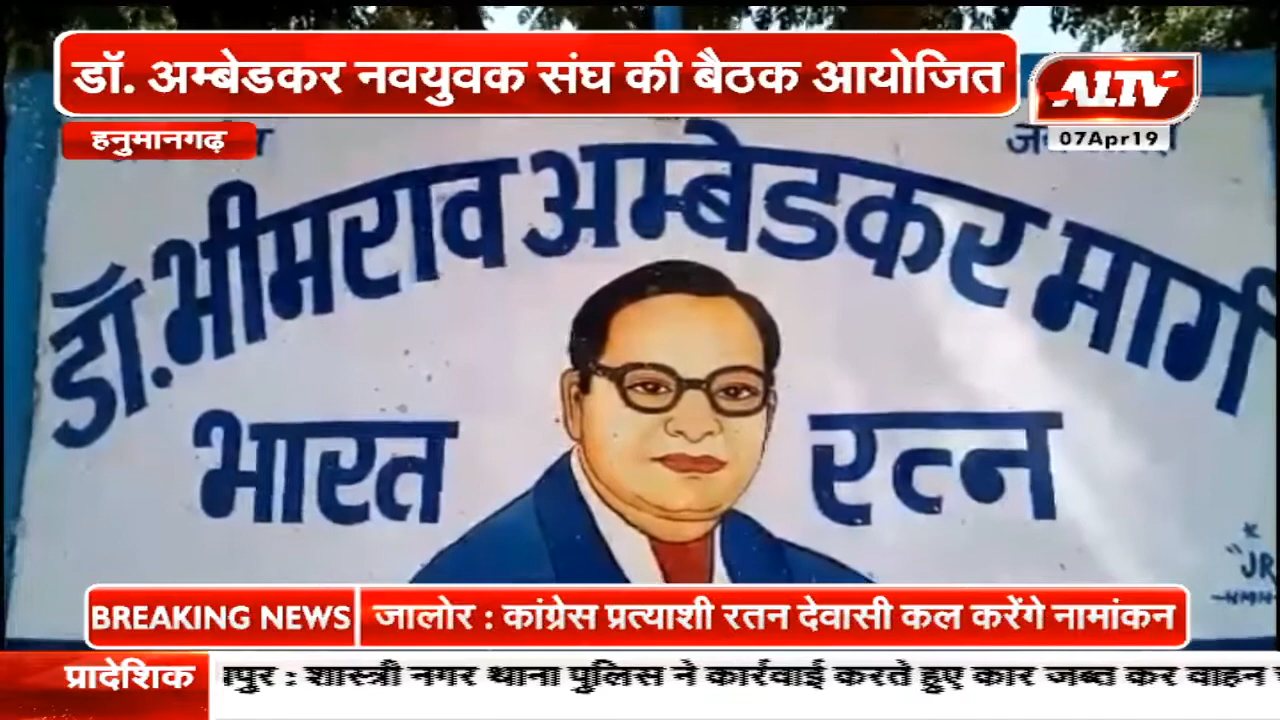 डॉ. अम्बेडकर नवयुवक संघ की बैठक आयोजित
ALTV
07Apr19
हनुमानगढ़
डॉ. भीमराव अम्बेडकर मार्ग
भारत रत्न
"JR
BREAKING NEWS
जालोर : कांग्रेस प्रत्याशी रतन देवासी कल करेंगे नामांकन
प्रादेशिक
: शास्त्री नगर थाना पुलिस ने कार्रवाई करते हुए कार जब्त कर वाहन